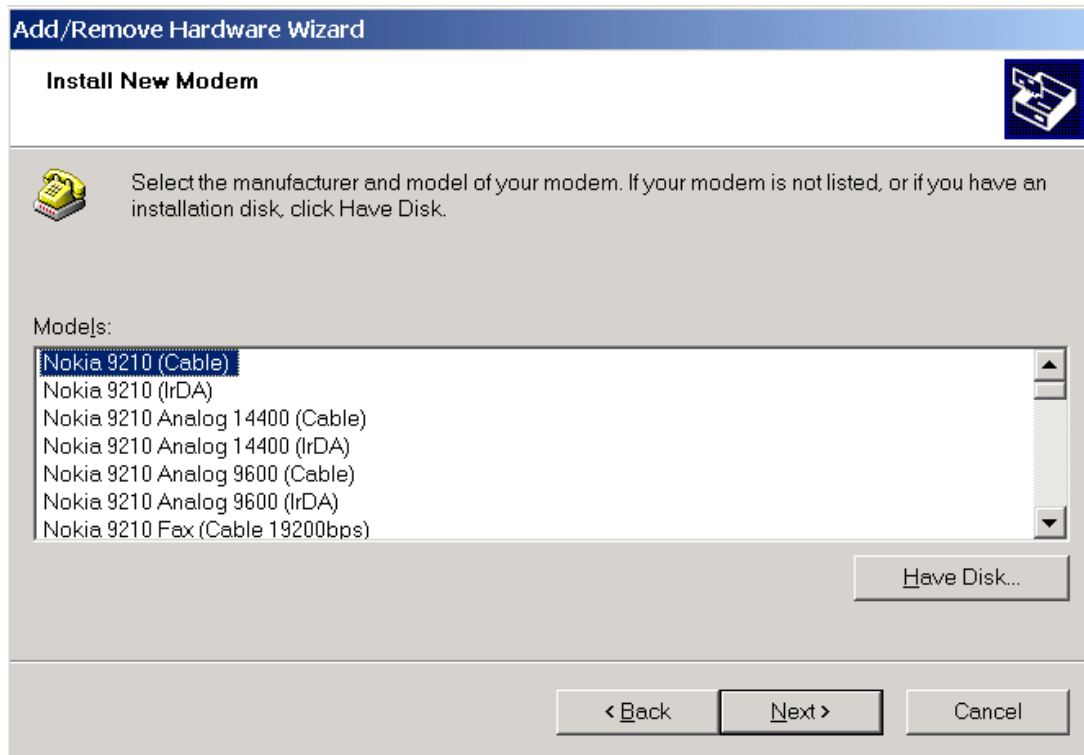 Add/Remove Hardware Wizard
Install New Modem
Select the manufacturer and model of your modem. If your modem is not listed, or if you have an
installation disk, click Have Disk.
Models:
Nokia 9210 (Cable)
Nokia 9210 (IrDA)
Nokia 9210 Analog 14400 (Cable)
Nokia 9210 Analog 14400 (IrDA)
Nokia 9210 Analog 9600 (Cable)
Nokia 9210 Analog 9600 (IrDA)
Nokia 9210 Fax (Cable 19200bps)
Have Disk...
< Back
Next >
Cancel